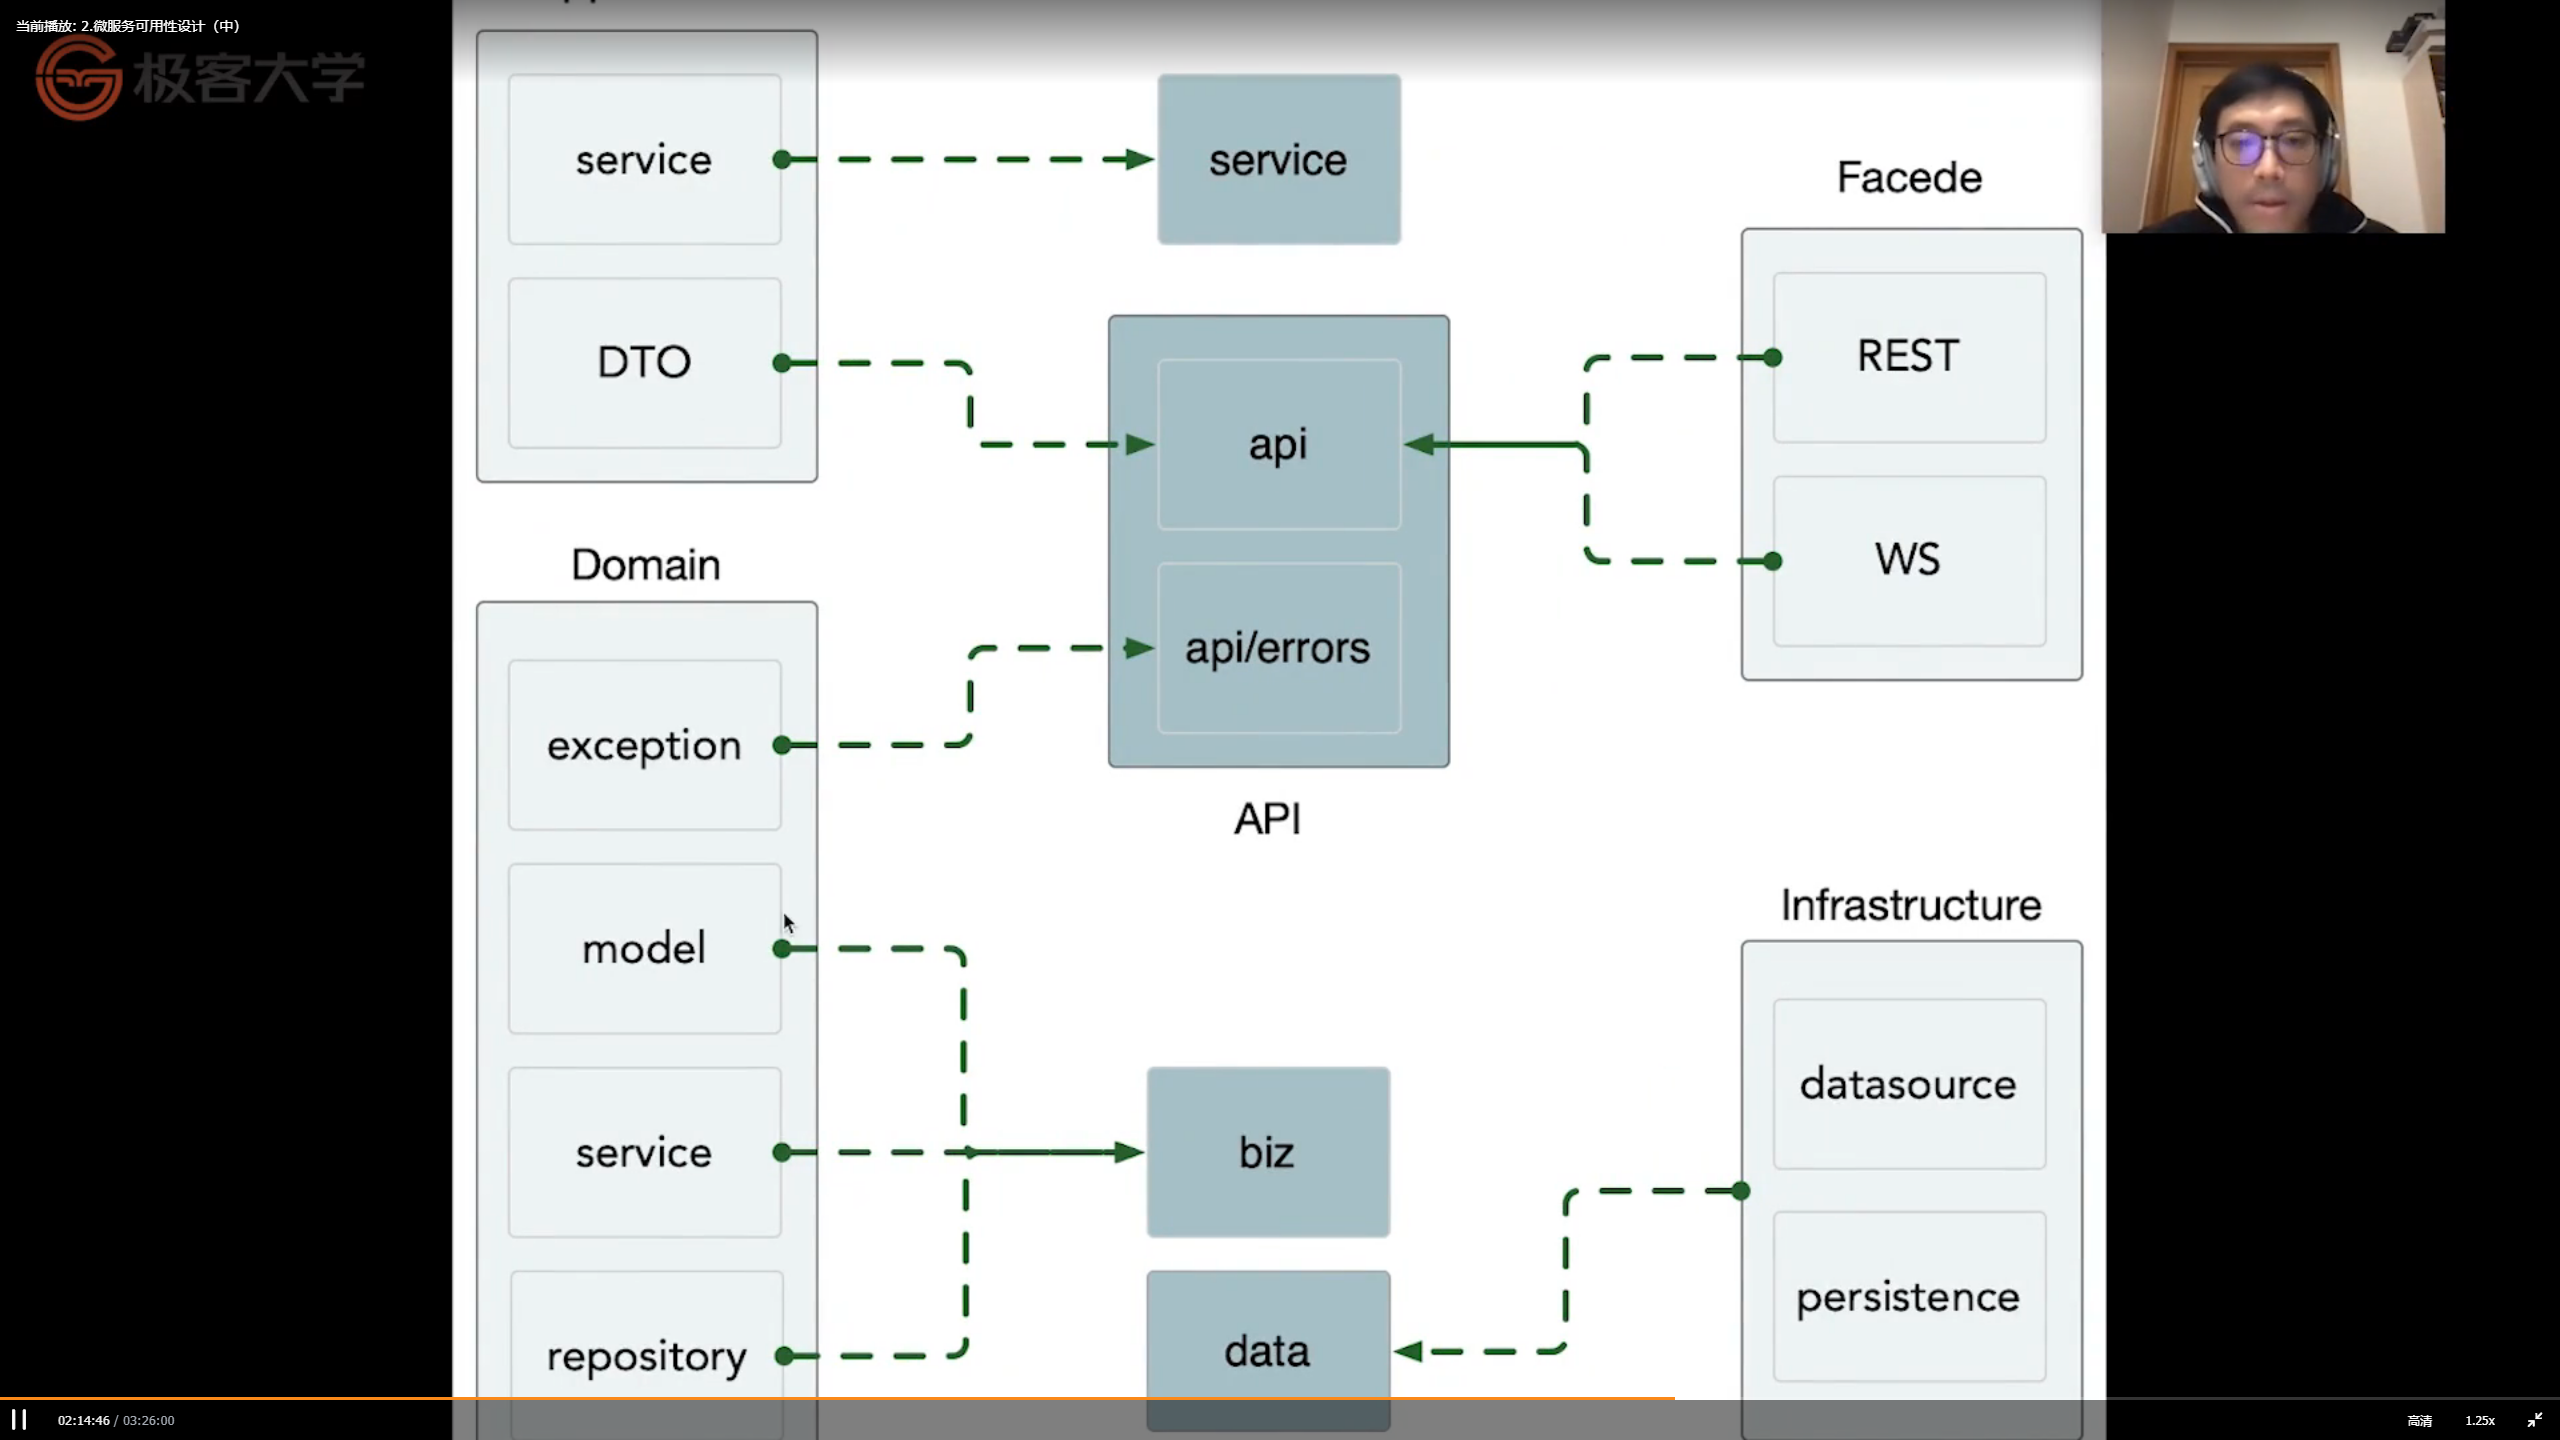 当前播放: 2.微服务可用性设计（中）
极客大学
service
service
Facede
DTO
REST
api
WS
Domain
api/errors
exception
API
Infrastructure
model
datasource
service
biz
persistence
repository
data
02:14:46 / 03:26:00
高清
1.25x